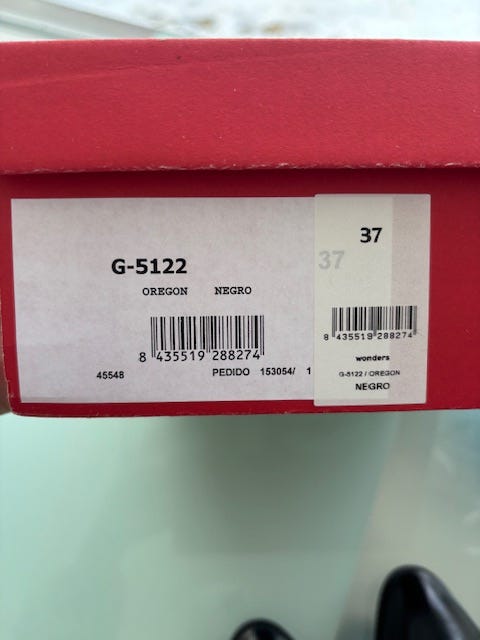 G-5122
OREGON NEGRO
8 435519 288274
45548 PEDIDO 153054/ 1
37
37
8 435519 288274
wonders
G-5122 / OREGON
NEGRO